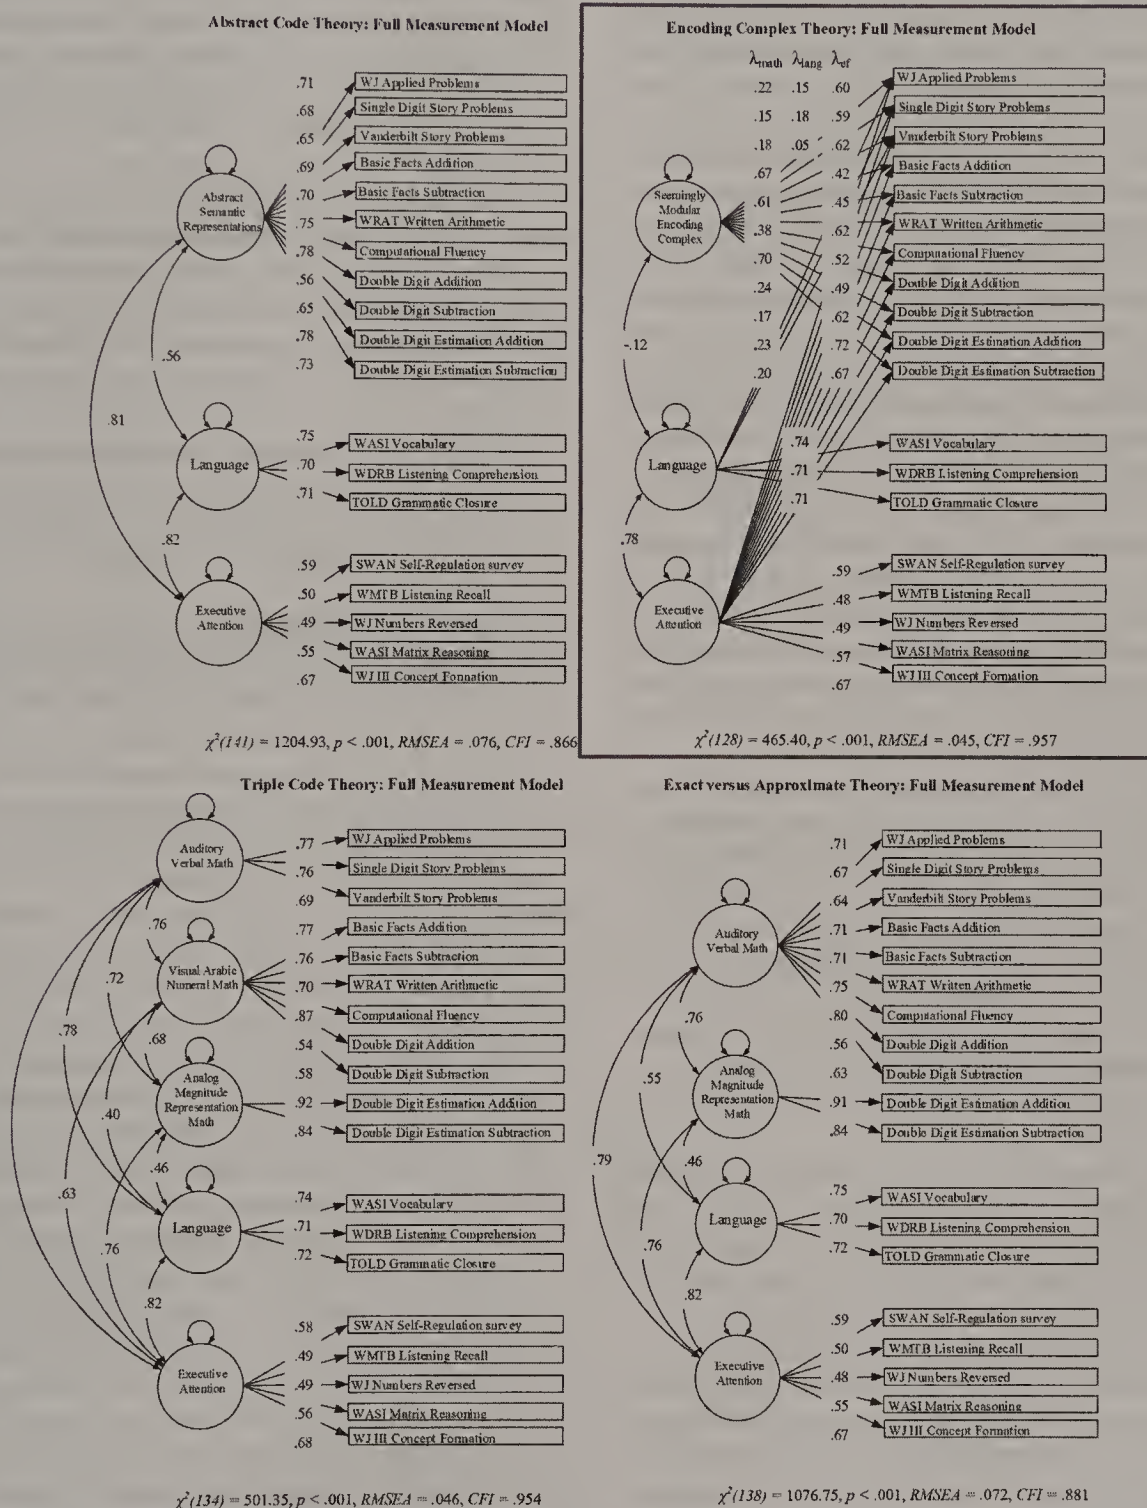 Abstract Code Theory: Full Measurement Model
.71 WJ Applied Problems
.68 Single Digit Story Problems
.65 Vanderbilt Story Problems
.69 Basic Facts Addition
.70 Basic Facts Subtraction
.75 WRAT Written Arithmetic
.78 Computational Fluency
.56 Double Digit Addition
.65 Double Digit Subtraction
.78 Double Digit Estimation Addition
.73 Double Digit Estimation Subtraction
Abstract
Semantic
Representations
.56
.81
Language
.75 WASI Vocabulary
.70 WDRB Listening Comprehension
.71 TOLD Grammatic Closure
.82
Executive
Attention
.59 SWAN Self-Regulation survey
.50 WMTB Listening Recall
.49 WJ Numbers Reversed
.55 WASI Matrix Reasoning
.67 WJ III Concept Formation
χ²(141) = 1204.93, p < .001, RMSEA = .076, CFI = .866
Encoding Complex Theory: Full Measurement Model
λmath λlang λef
.22 .15 .60 WJ Applied Problems
.15 .18 .59 Single Digit Story Problems
.18 .05 .62 Vanderbilt Story Problems
.67 .42 Basic Facts Addition
.61 .45 Basic Facts Subtraction
.38 .62 WRAT Written Arithmetic
.70 .52 Computational Fluency
.24 .49 Double Digit Addition
.17 .62 Double Digit Subtraction
.23 .72 Double Digit Estimation Addition
.20 .67 Double Digit Estimation Subtraction
Seemingly
Modular
Encoding
Complex
-.12
Language
.74 WASI Vocabulary
.71 WDRB Listening Comprehension
.71 TOLD Grammatic Closure
.78
Executive
Attention
.59 SWAN Self-Regulation survey
.48 WMTB Listening Recall
.49 WJ Numbers Reversed
.57 WASI Matrix Reasoning
.67 WJ III Concept Formation
χ²(128) = 465.40, p < .001, RMSEA = .045, CFI = .957
Triple Code Theory: Full Measurement Model
Auditory
Verbal Math
.77 WJ Applied Problems
.76 Single Digit Story Problems
.69 Vanderbilt Story Problems
.76
Visual Arabic
Numeral Math
.77 Basic Facts Addition
.76 Basic Facts Subtraction
.70 WRAT Written Arithmetic
.87 Computational Fluency
.54 Double Digit Addition
.58 Double Digit Subtraction
.72
.78
.68
Analog
Magnitude
Representation
Math
.92 Double Digit Estimation Addition
.84 Double Digit Estimation Subtraction
.40
.46
.63
Language
.74 WASI Vocabulary
.71 WDRB Listening Comprehension
.72 TOLD Grammatic Closure
.76
.82
Executive
Attention
.58 SWAN Self-Regulation survey
.49 WMTB Listening Recall
.49 WJ Numbers Reversed
.56 WASI Matrix Reasoning
.68 WJ III Concept Formation
χ²(134) = 501.35, p < .001, RMSEA = .046, CFI = .954
Exact versus Approximate Theory: Full Measurement Model
.71 WJ Applied Problems
.67 Single Digit Story Problems
.64 Vanderbilt Story Problems
.71 Basic Facts Addition
.71 Basic Facts Subtraction
.75 WRAT Written Arithmetic
.80 Computational Fluency
.56 Double Digit Addition
.63 Double Digit Subtraction
Auditory
Verbal Math
.76
.55
Analog
Magnitude
Representation
Math
.91 Double Digit Estimation Addition
.84 Double Digit Estimation Subtraction
.79
.46
Language
.75 WASI Vocabulary
.70 WDRB Listening Comprehension
.72 TOLD Grammatic Closure
.76
.82
Executive
Attention
.59 SWAN Self-Regulation survey
.50 WMTB Listening Recall
.48 WJ Numbers Reversed
.55 WASI Matrix Reasoning
.67 WJ III Concept Formation
χ²(138) = 1076.75, p < .001, RMSEA = .072, CFI = .881